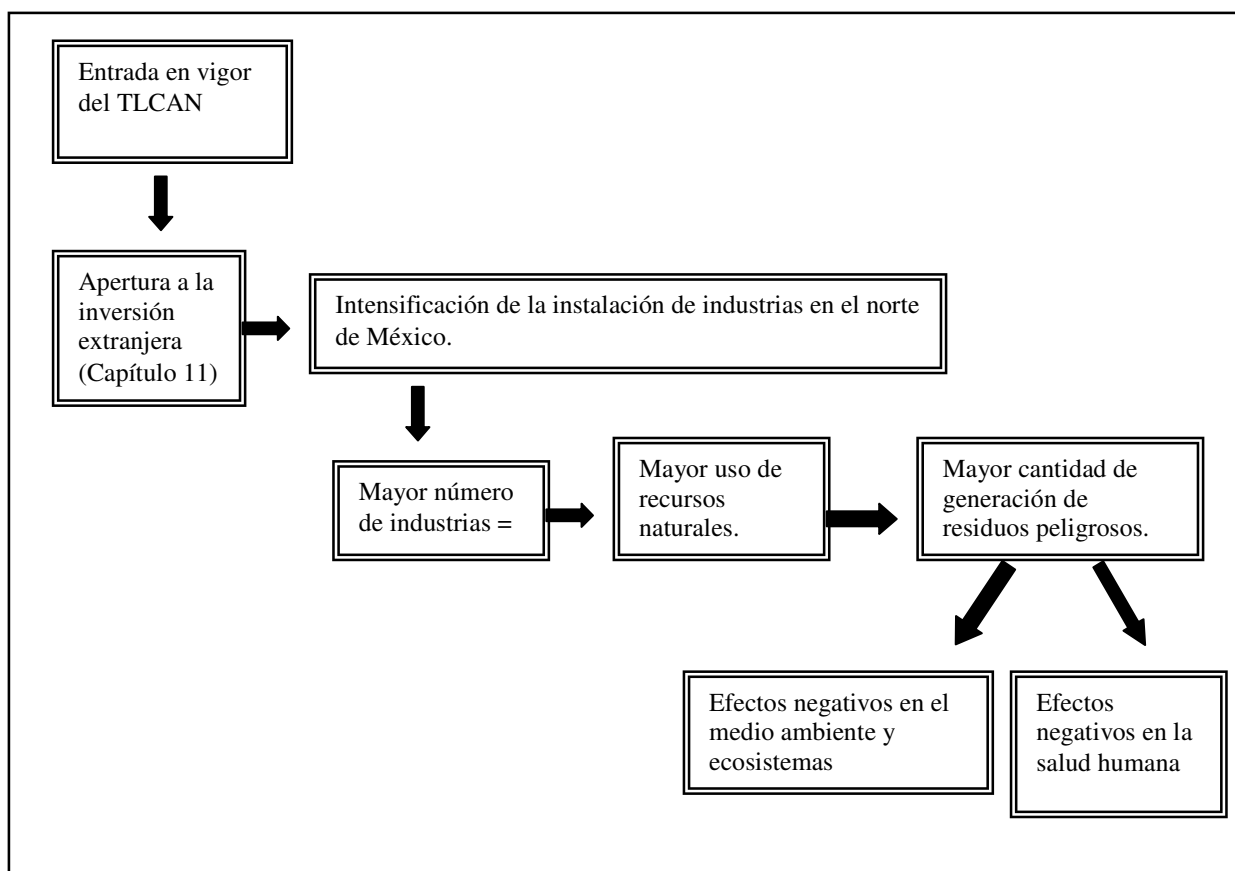 Entrada en vigor
del TLCAN
Apertura a la
inversión
extranjera
(Capítulo 11)
Intensificación de la instalación de industrias en el norte
de México.
Mayor número
de industrias =
Mayor uso de
recursos
naturales.
Mayor cantidad de
generación de
residuos peligrosos.
Efectos negativos en el
medio ambiente y
ecosistemas
Efectos
negativos en la
salud humana